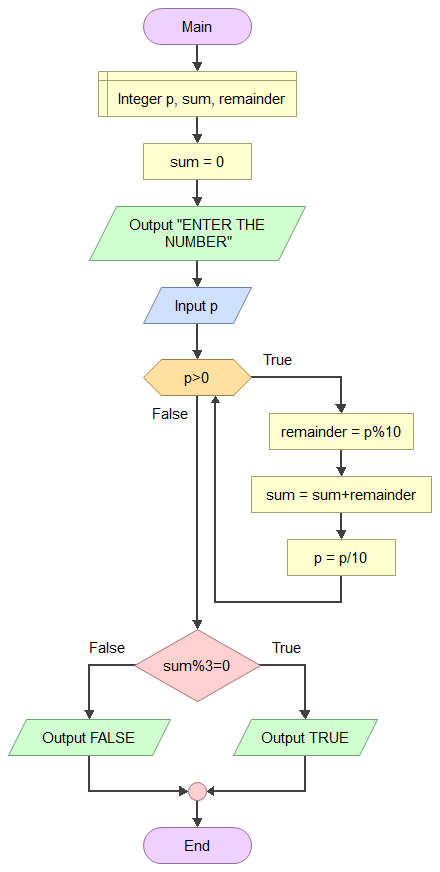 Main
Integer p, sum, remainder
sum = 0
Output "ENTER THE
NUMBER"
Input p
p>0
True
False
remainder = p%10
sum = sum+remainder
p = p/10
sum%3=0
False
True
Output FALSE
Output TRUE
End